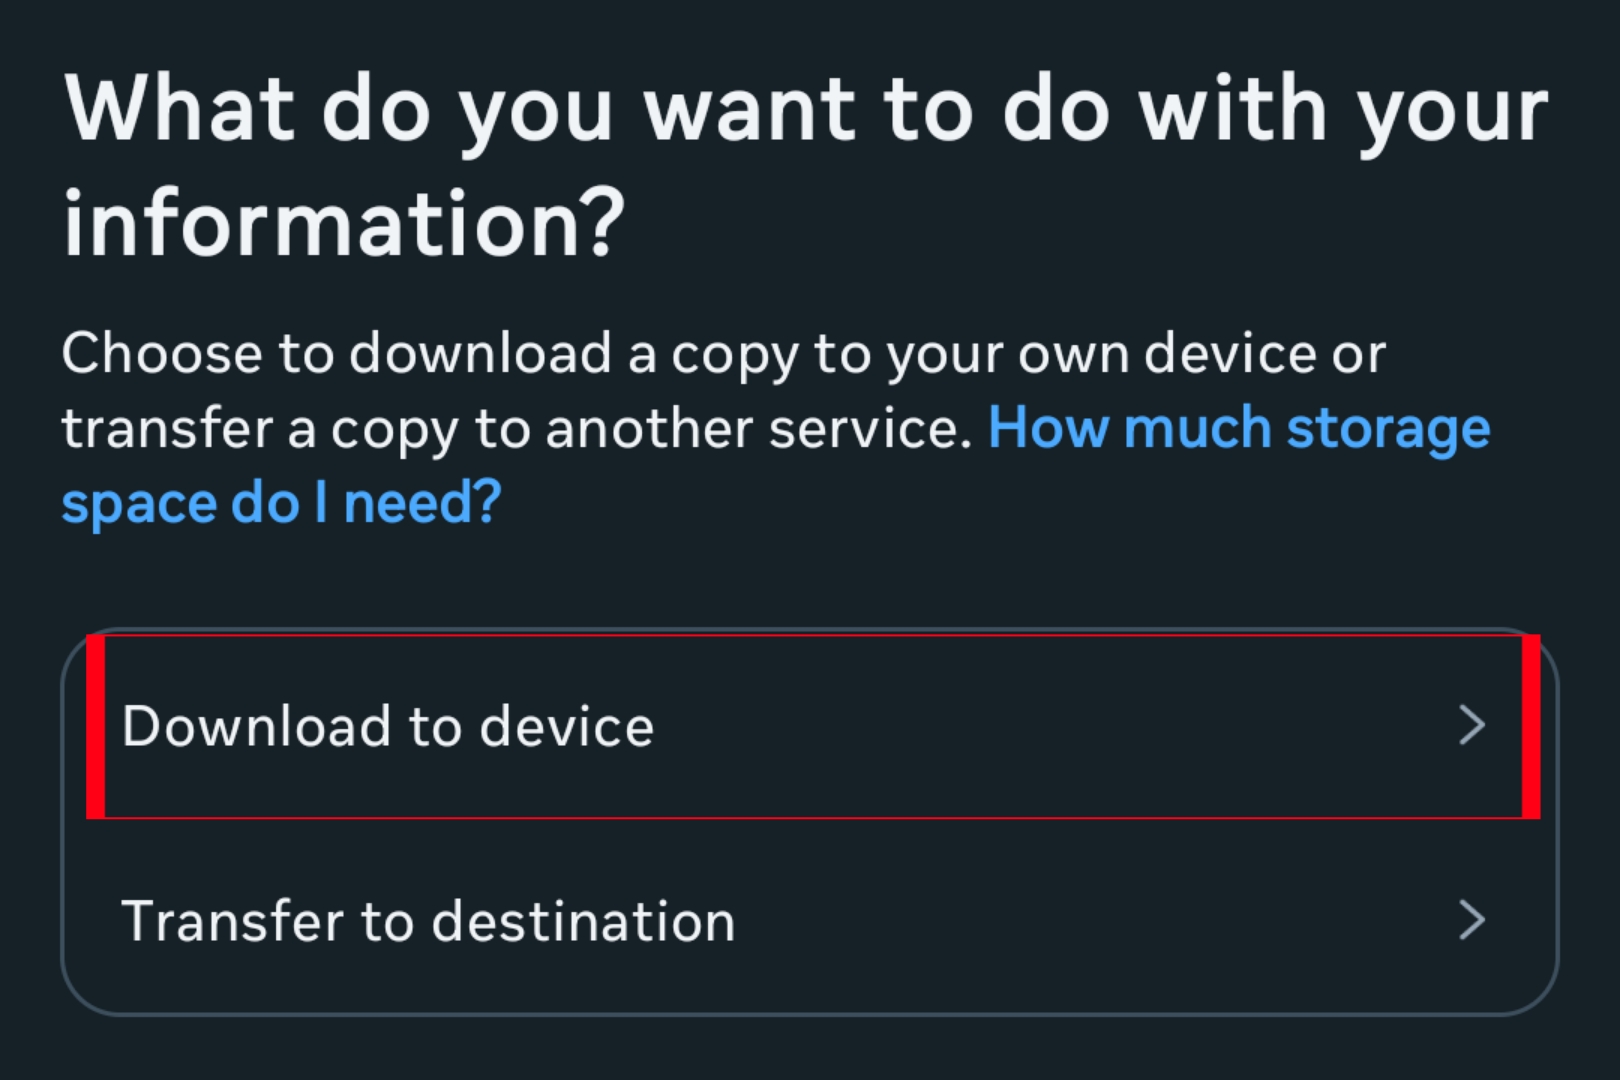 What do you want to do with your
information?
Choose to download a copy to your own device or
transfer a copy to another service. How much storage
space do I need?
Download to device
Transfer to destination